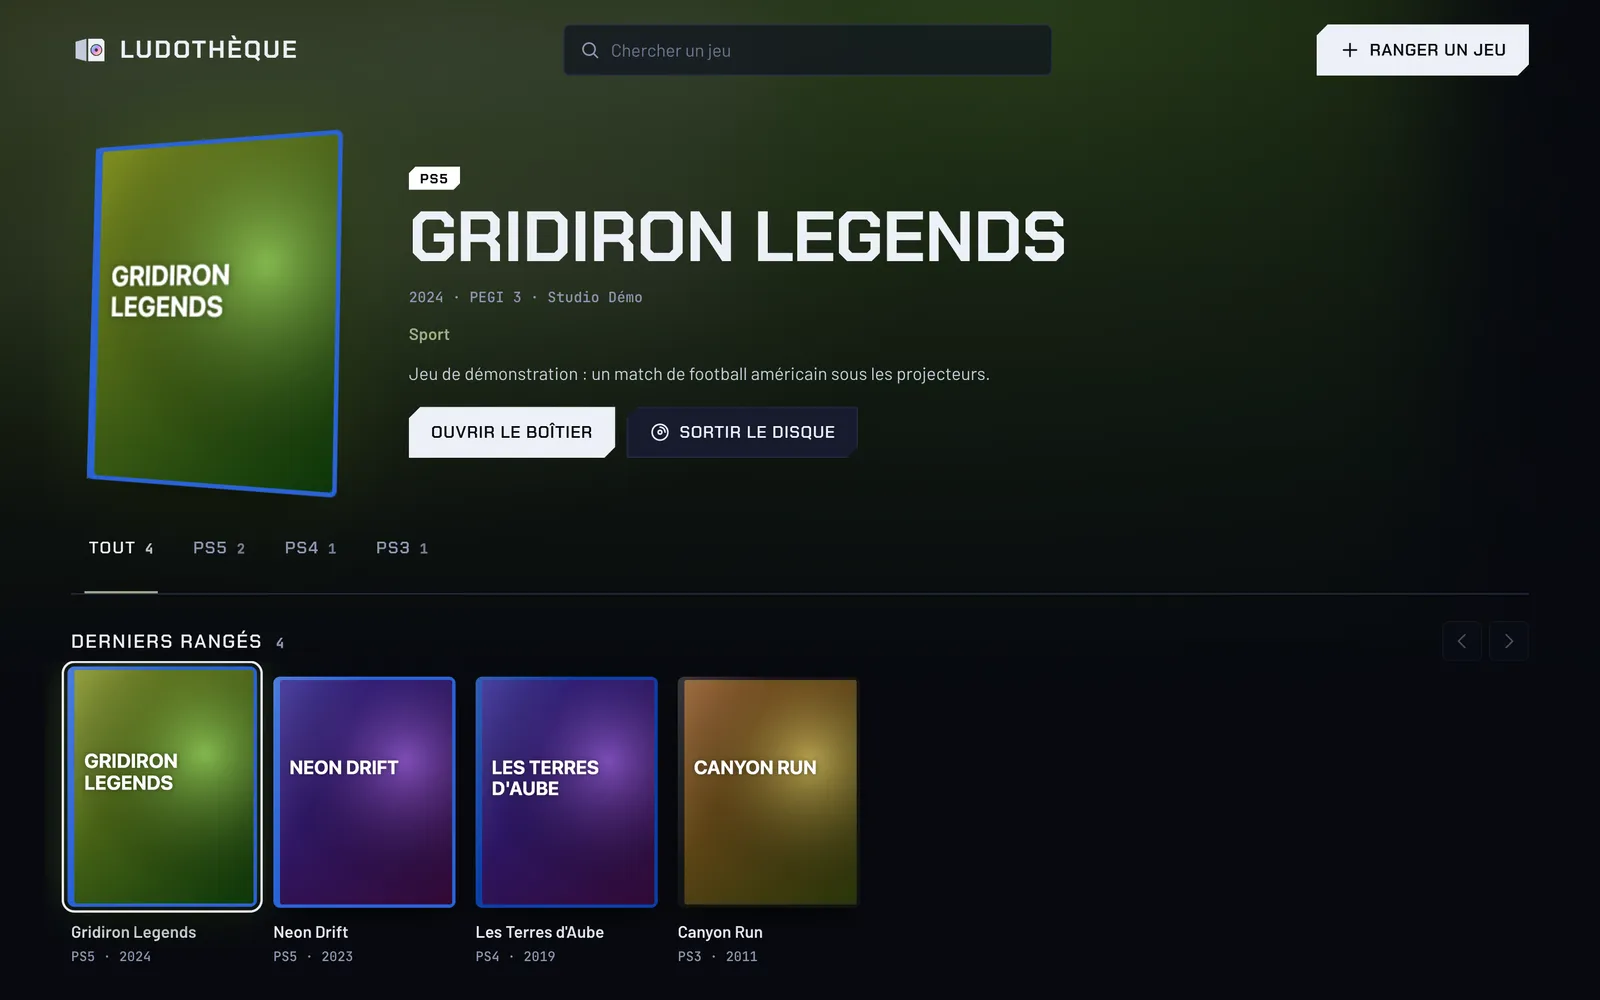 LUDOTHÈQUE
Chercher un jeu
RANGER UN JEU
GRIDIRON
LEGENDS
PS5
GRIDIRON LEGENDS
2024 · PEGI 3 · Studio Démo
Sport
Jeu de démonstration : un match de football américain sous les projecteurs.
OUVRIR LE BOÎTIER
SORTIR LE DISQUE
TOUT 4
PS5 2
PS4 1
PS3 1
DERNIERS RANGÉS 4
GRIDIRON
LEGENDS
NEON DRIFT
LES TERRES
D'AUBE
CANYON RUN
Gridiron Legends
PS5 · 2024
Neon Drift
PS5 · 2023
Les Terres d'Aube
PS4 · 2019
Canyon Run
PS3 · 2011